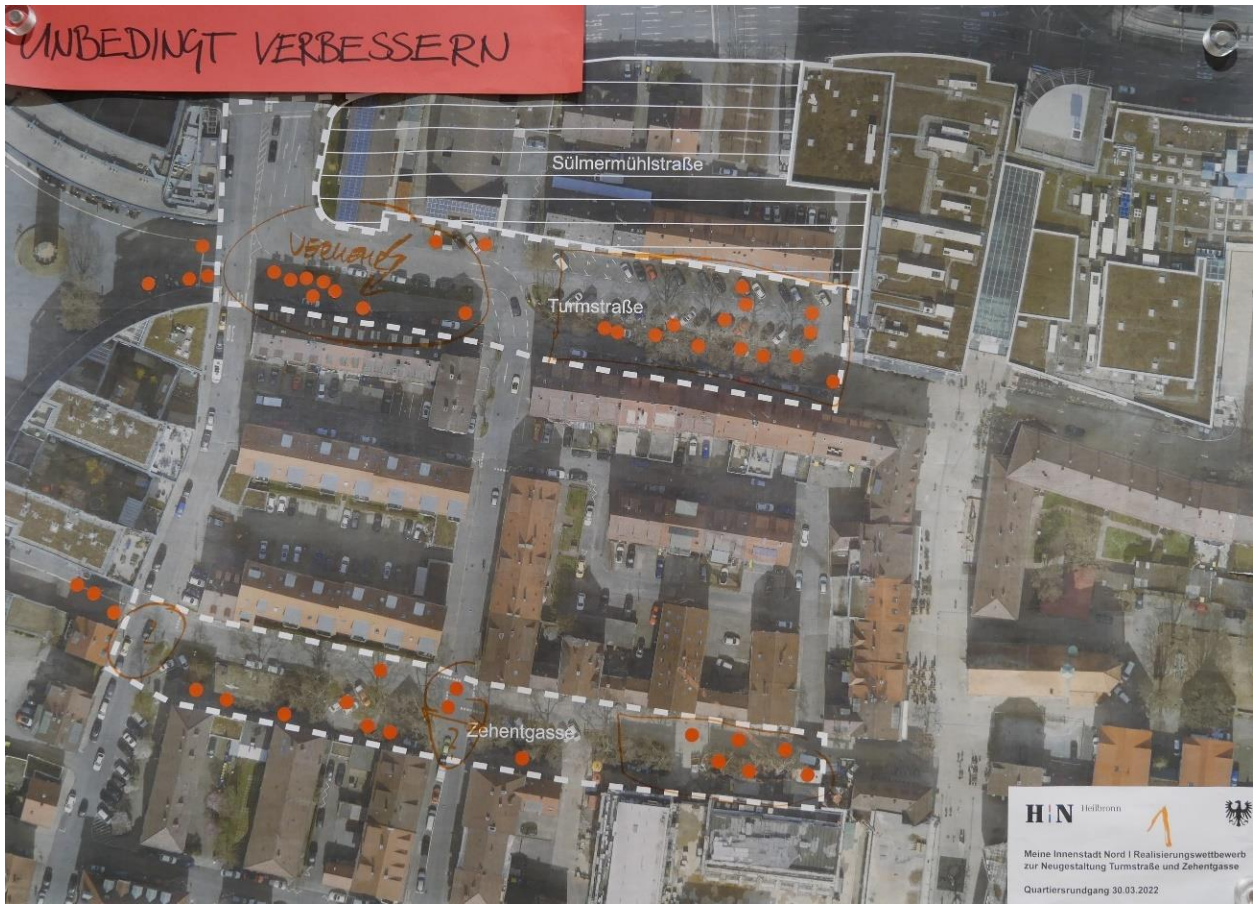 UNBEDINGT VERBESSERN
Sülmermühlstraße
Turmstraße
Zehentgasse
H|N Heilbronn
1
Meine Innenstadt Nord I Realisierungswettbewerb
zur Neugestaltung Turmstraße und Zehentgasse
Quartiersrundgang 30.03.2022